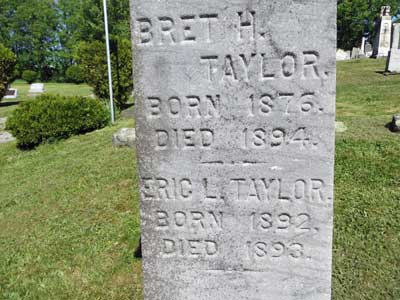 BRET H.
TAYLOR.
BORN 1876.
DIED 1894.
ERIC L. TAYLOR.
BORN 1892.
DIED 1893.